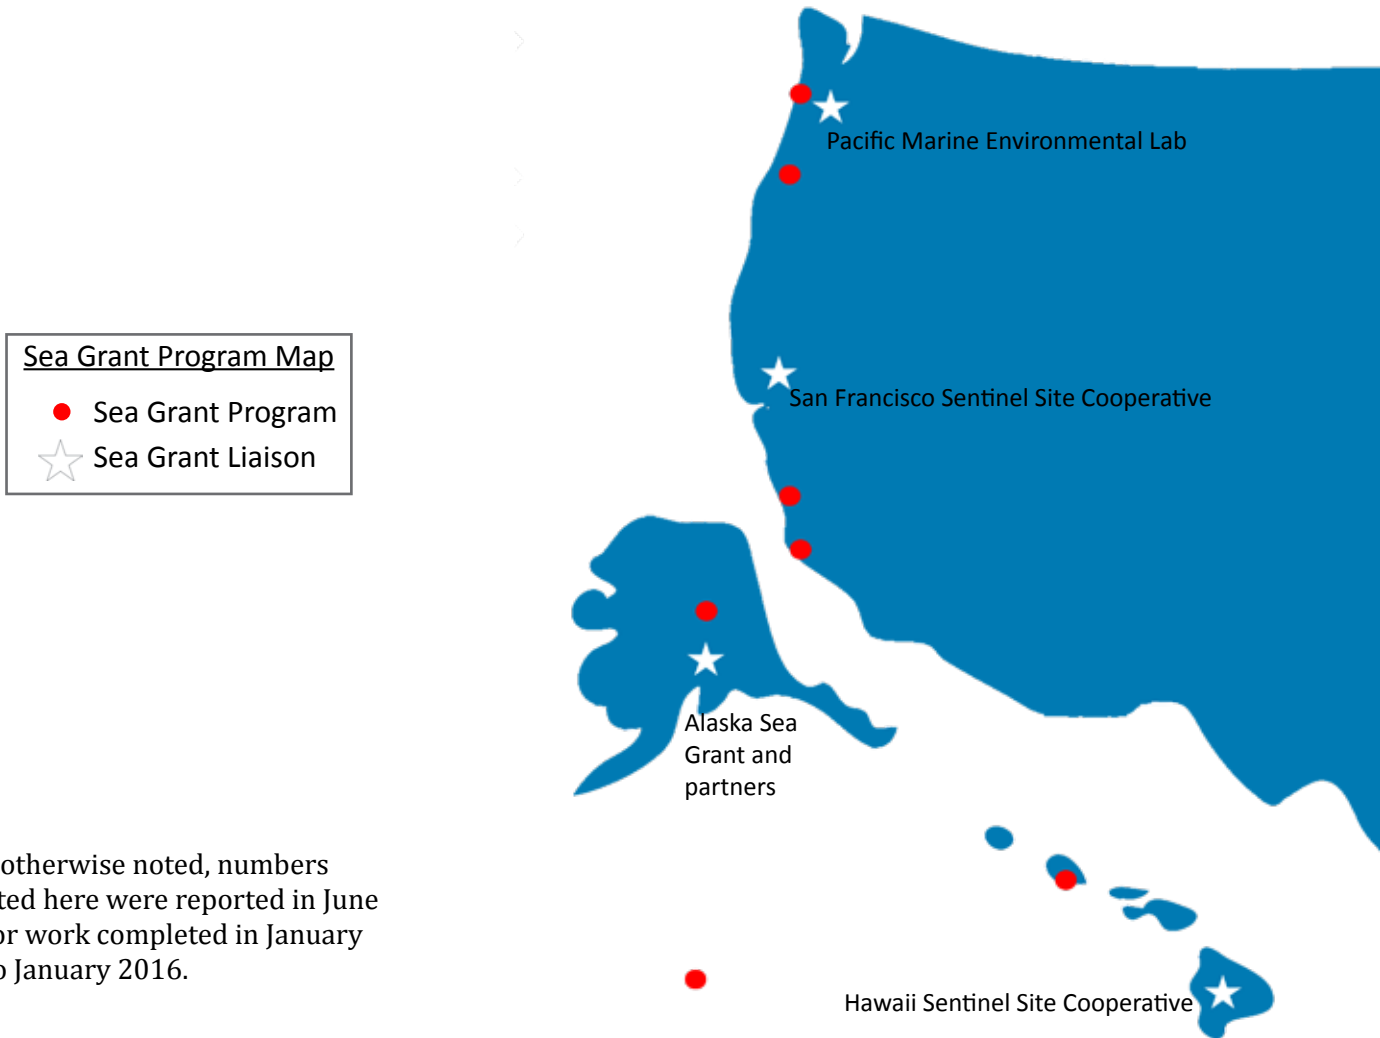 Pacific Marine Environmental Lab
Sea Grant Program Map
Sea Grant Program
San Francisco Sentinel Site Cooperative
Sea Grant Liaison
Alaska Sea
Grant and
partners
otherwise noted, numbers
ted here were reported in June
or work completed in January
o January 2016.
Hawaii Sentinel Site Cooperative